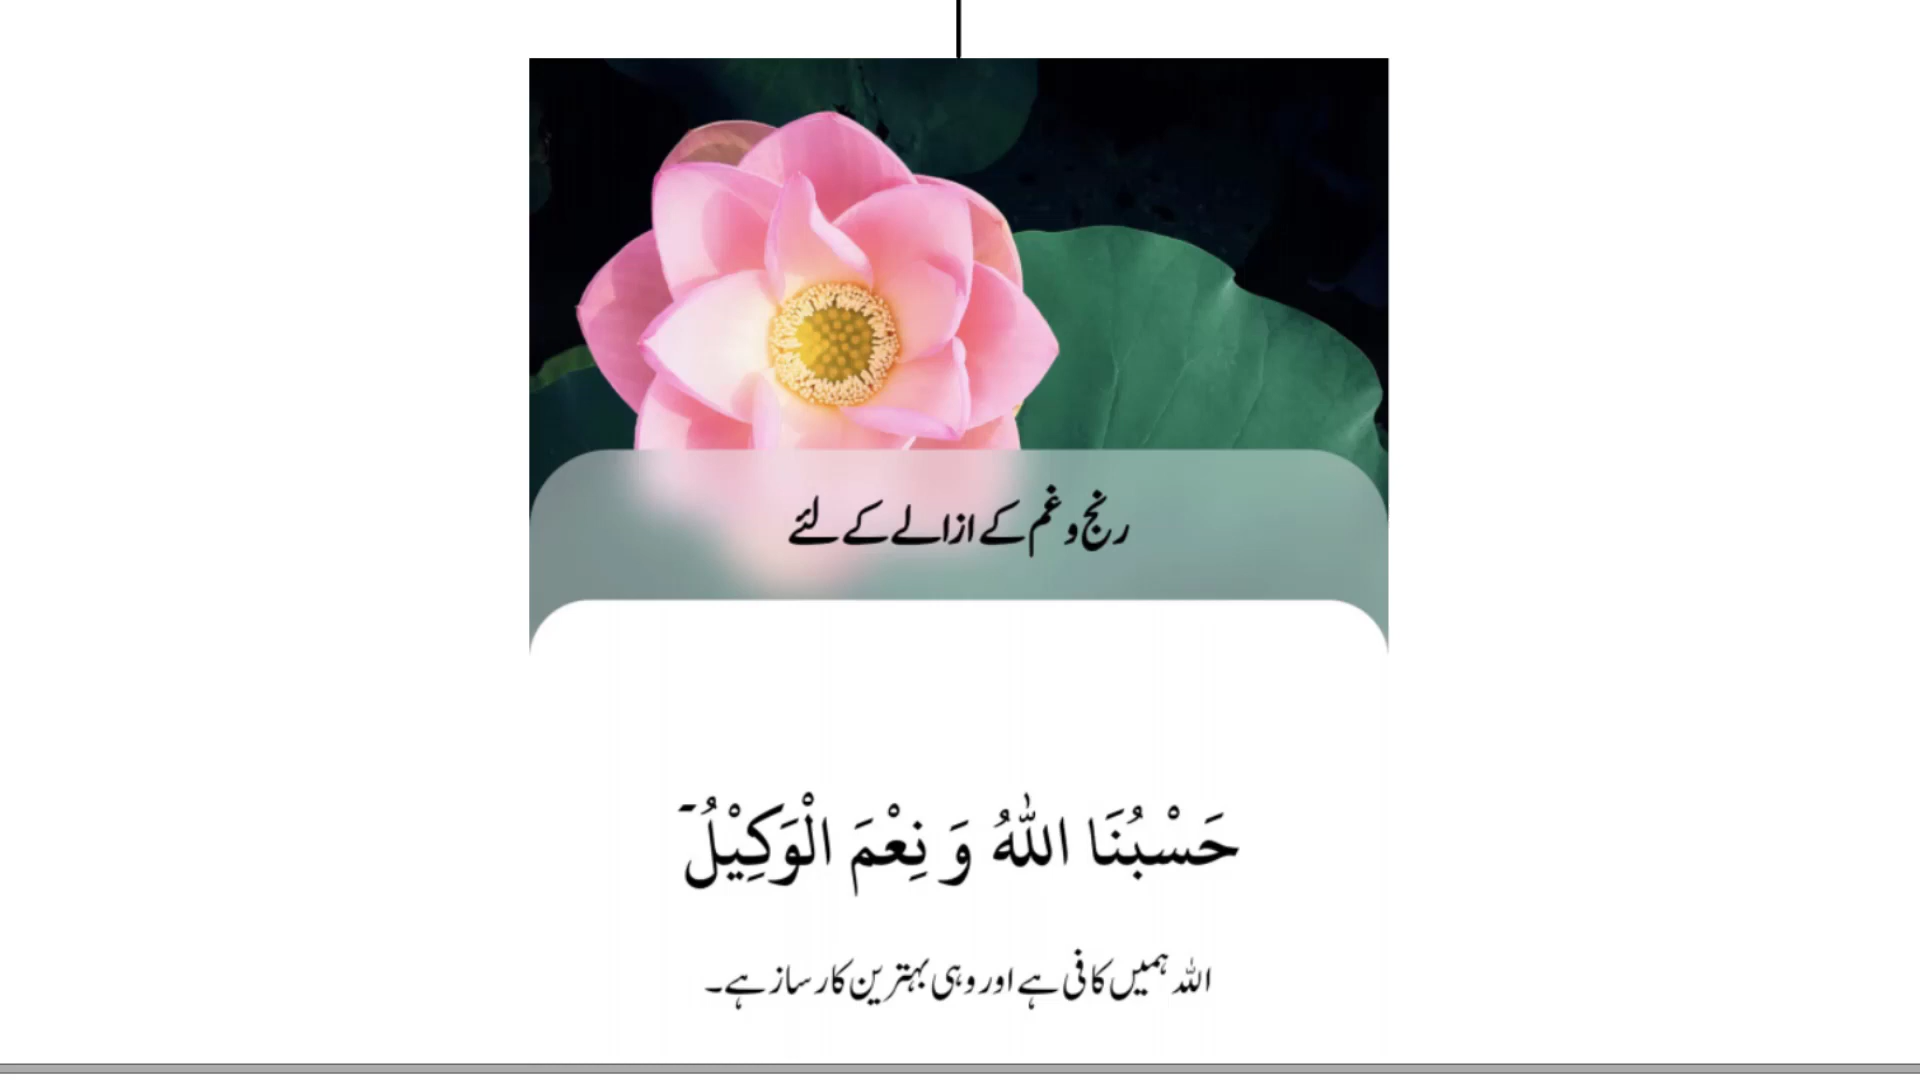 رنج و غم کے ازالے کے لئے
حَسْبُنَا اللّٰهُ وَ نِعْمَ الْوَكِيْلُ
اللہ ہمیں کافی ہے اور وہی بہترین کارساز ہے۔